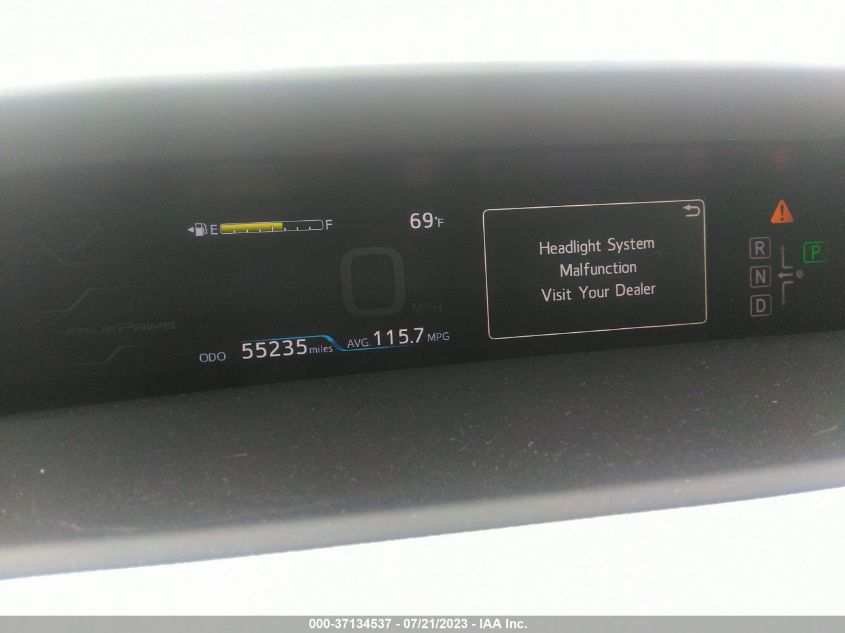 E F
69°F
0 MPH
PRIUS PRIME
ODO 55235 miles AVG. 115.7 MPG
Headlight System
Malfunction
Visit Your Dealer
R
N
D
P
000-37134537 - 07/21/2023 - IAA Inc.